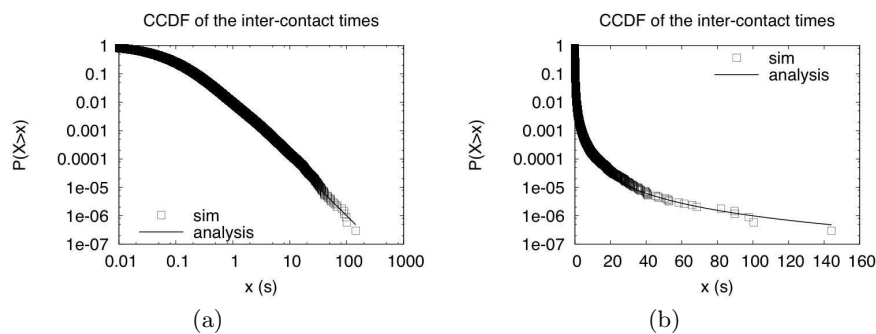 CCDF of the inter-contact times
P(X>x)
1
0.1
0.01
0.001
0.0001
1e-05
1e-06
1e-07
sim
analysis
0.01 0.1 1 10 100 1000
x (s)
(a)
CCDF of the inter-contact times
P(X>x)
1
0.1
0.01
0.001
0.0001
1e-05
1e-06
1e-07
sim
analysis
0 20 40 60 80 100 120 140 160
x (s)
(b)